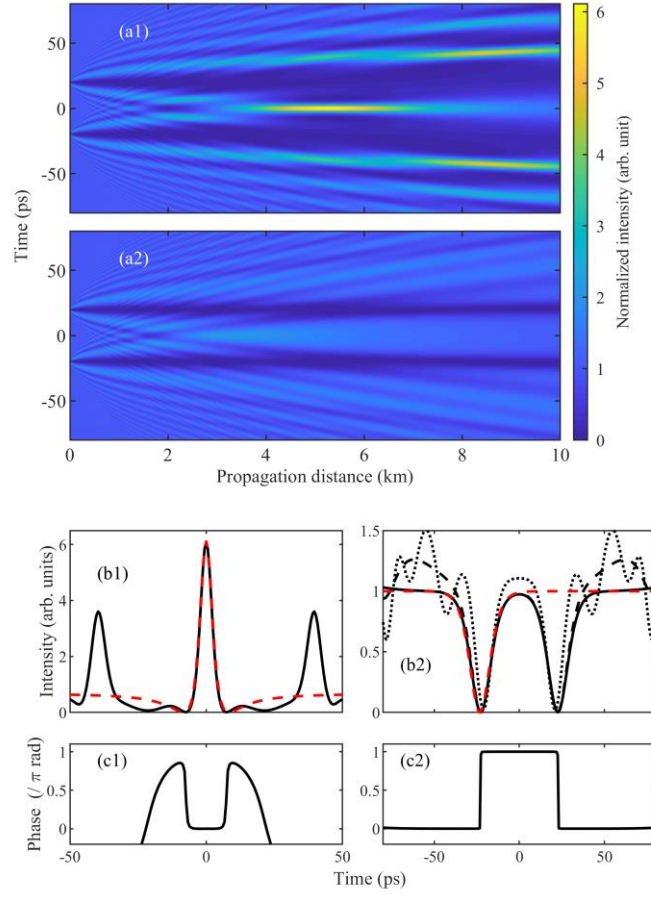 (a1)
50
0
-50
(a2)
50
0
-50
Time (ps)
0 2 4 6 8 10
Propagation distance (km)
6
5
4
3
2
1
0
Normalized intensity (arb. unit)
(b1)
6
4
2
0
Intensity (arb. units)
(b2)
1.5
1
0.5
0
(c1)
1
0.5
0
Phase (/ π rad)
-50 0 50
(c2)
-50 0 50
Time (ps)